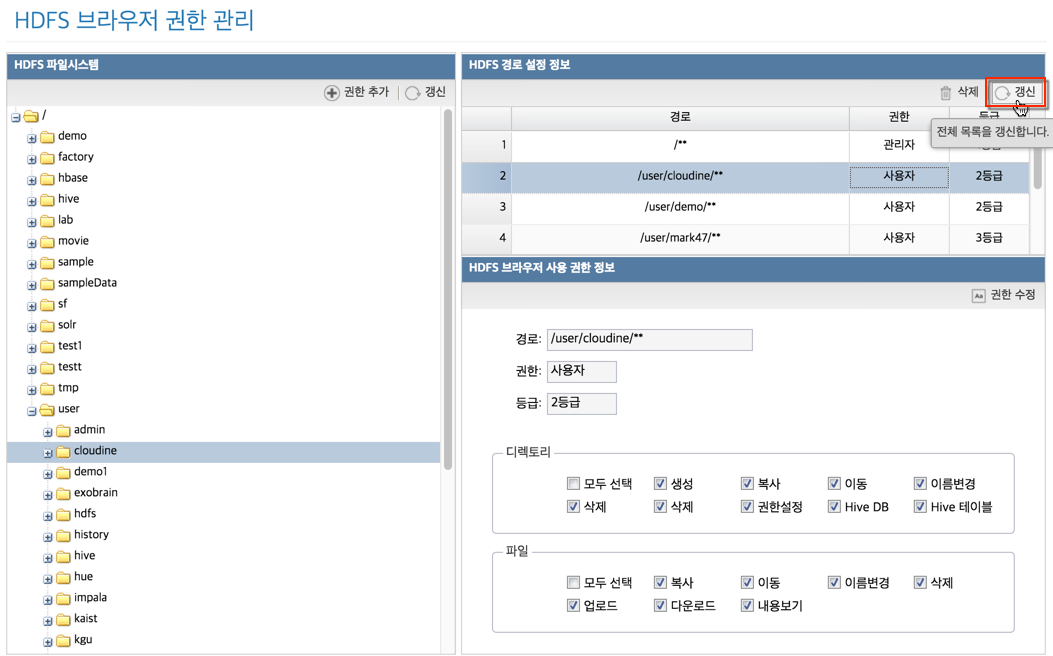 HDFS 브라우저 권한 관리
HDFS 파일시스템
권한 추가 갱신
/
demo
factory
hbase
hive
lab
movie
sample
sampleData
sf
solr
test1
testt
tmp
user
admin
cloudine
demo1
exobrain
hdfs
history
hive
hue
impala
kaist
kgu
HDFS 경로 설정 정보
삭제 갱신
경로 권한 등급
전체 목록을 갱신합니다.
1 /** 관리자
2 /user/cloudine/** 사용자 2등급
3 /user/demo/** 사용자 2등급
4 /user/mark47/** 사용자 3등급
HDFS 브라우저 사용 권한 정보
Aa 권한 수정
경로: /user/cloudine/**
권한: 사용자
등급: 2등급
디렉토리
모두 선택 생성 복사 이동 이름변경
삭제 삭제 권한설정 Hive DB Hive 테이블
파일
모두 선택 복사 이동 이름변경 삭제
업로드 다운로드 내용보기